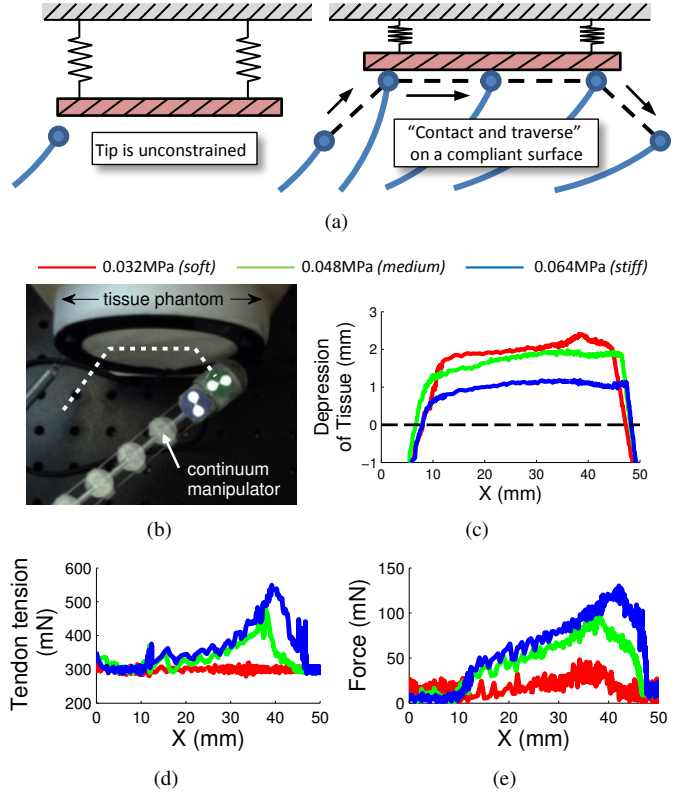 Tip is unconstrained
“Contact and traverse”
on a compliant surface
(a)
0.032MPa (soft) 0.048MPa (medium) 0.064MPa (stiff)
tissue phantom
continuum
manipulator
(b)
Depression
of Tissue (mm)
3
2
1
0
−1
0 10 20 30 40 50
X (mm)
(c)
Tendon tension
(mN)
600
500
400
300
200
0 10 20 30 40 50
X (mm)
(d)
Force (mN)
150
100
50
0
0 10 20 30 40 50
X (mm)
(e)